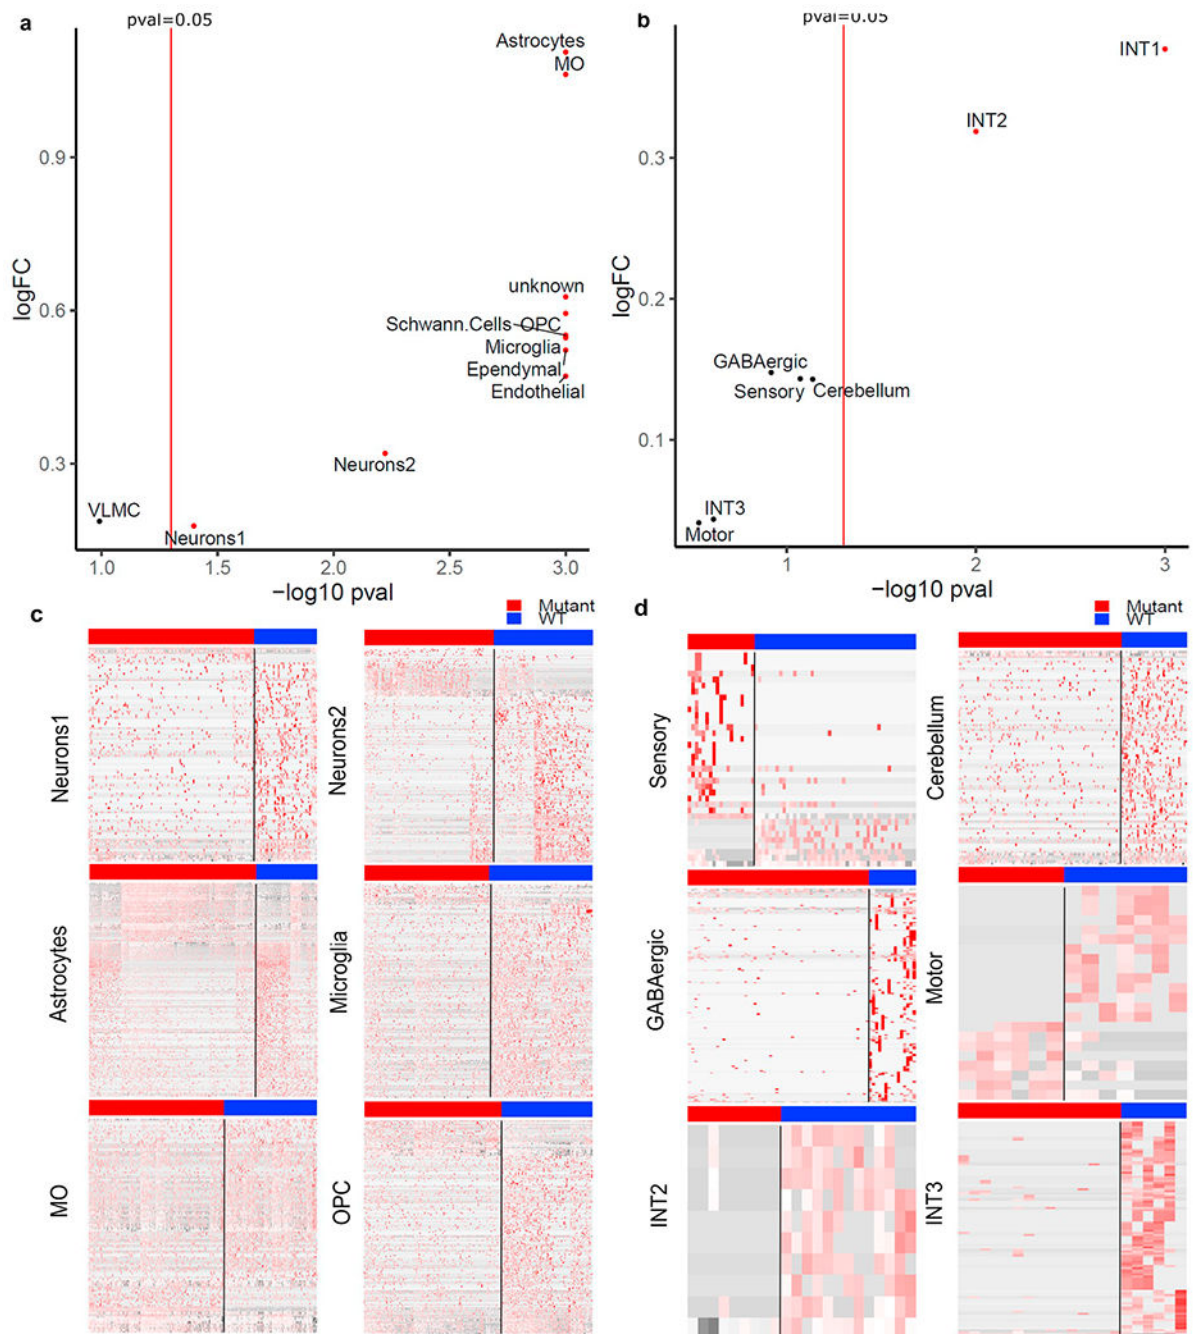 a
pval=0.05
Astrocytes
MO
0.9
logFC
unknown
0.6
Schwann.Cells
OPC
Microglia
Ependymal
Endothelial
0.3
Neurons2
VLMC
Neurons1
1.0
1.5
2.0
2.5
3.0
−log10 pval
b
pval=0.05
INT1
INT2
0.3
logFC
0.2
GABAergic
Sensory
Cerebellum
0.1
INT3
Motor
1
2
3
−log10 pval
c
Mutant
WT
Neurons1
Neurons2
Astrocytes
Microglia
MO
OPC
d
Mutant
WT
Sensory
Cerebellum
GABAergic
Motor
INT2
INT3